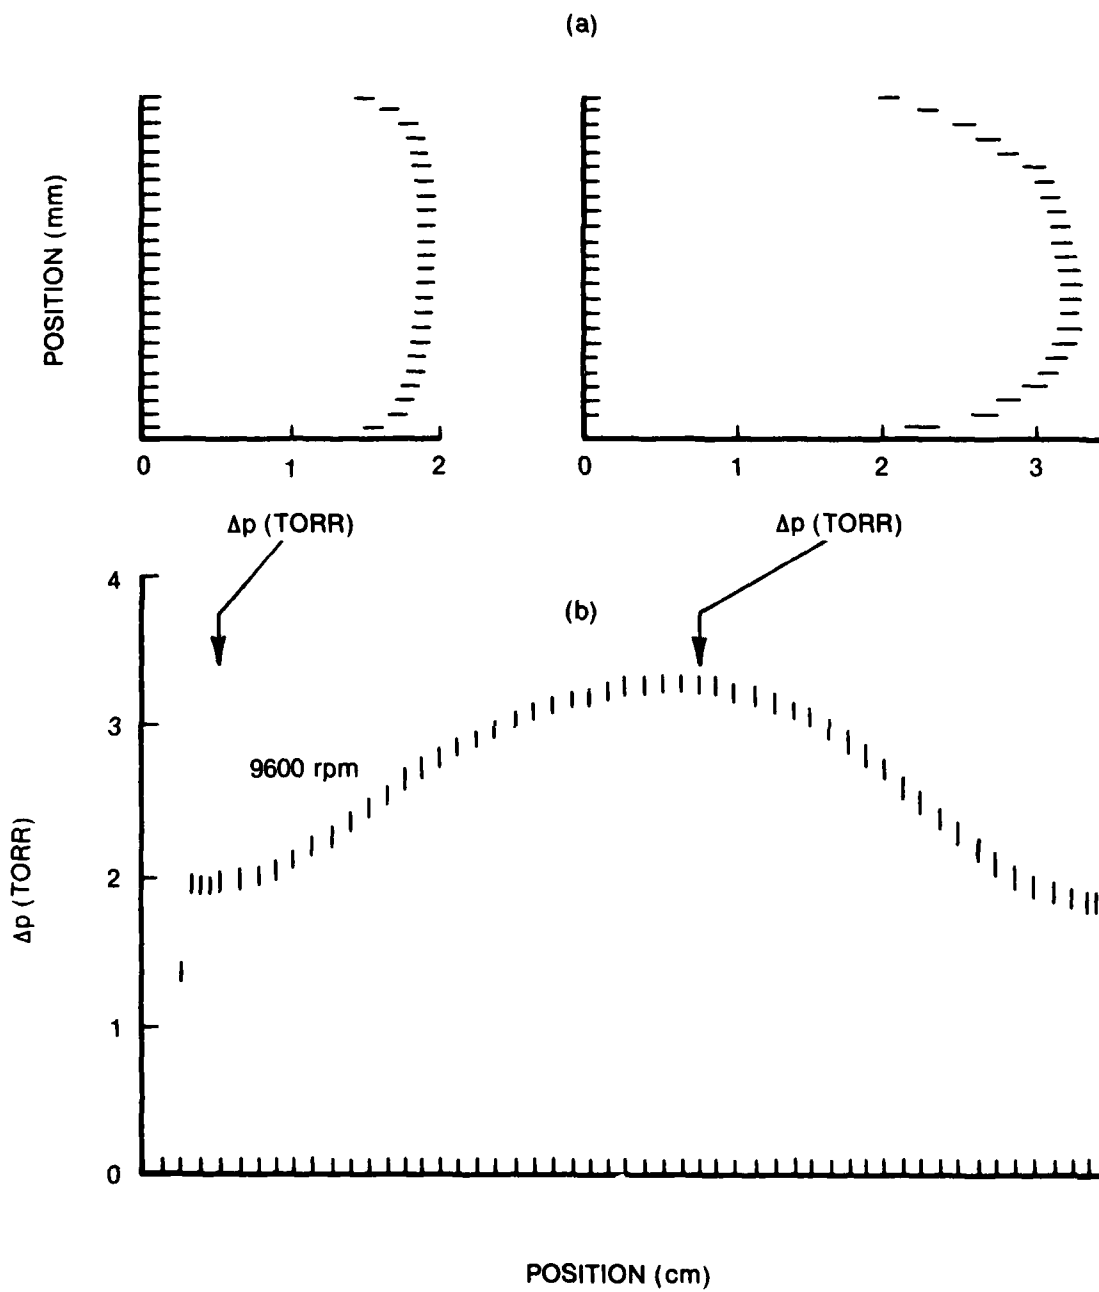 (a)
POSITION (mm)
0 1 2
0 1 2 3
Δp (TORR)
Δp (TORR)
(b)
4
3
2
1
0
9600 rpm
Δp (TORR)
POSITION (cm)